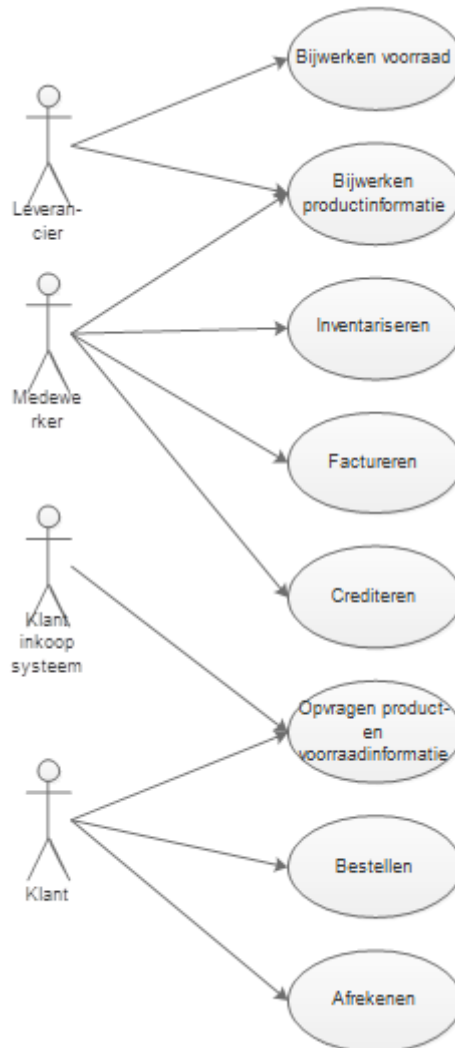 Bijwerken voorraad
Leveran-
cier
Bijwerken
productinformatie
Medewe
rker
Inventariseren
Factureren
Klant
inkoop
systeem
Crediteren
Opvragen product-
en
voorraadinformatie
Klant
Bestellen
Afrekenen